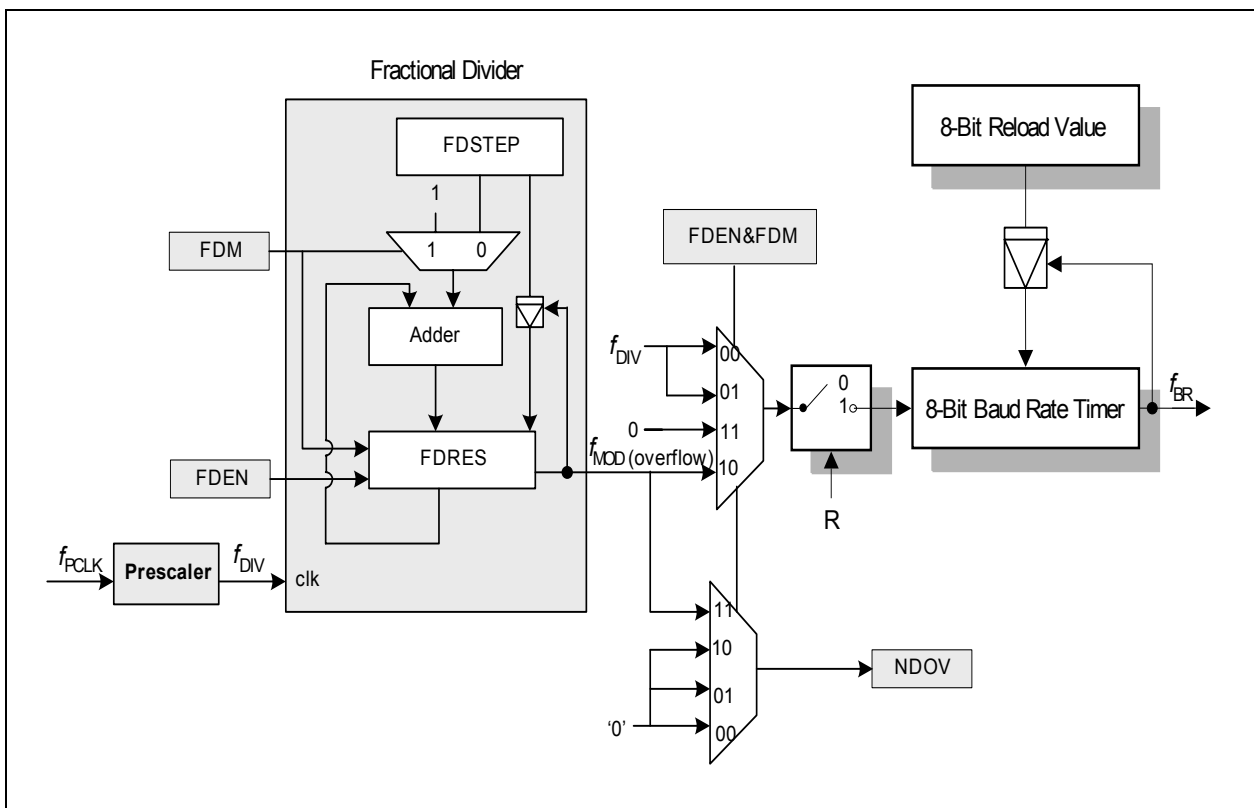 Fractional Divider
FDSTEP
8-Bit Reload Value
1
FDM
1 0
FDEN&FDM
Adder
fDIV
00
01
0
11
10
0
1
8-Bit Baud Rate Timer
fBR
FDRES
fMOD (overflow)
FDEN
R
fPCLK
Prescaler
fDIV
clk
11
10
01
00
NDOV
‘0’